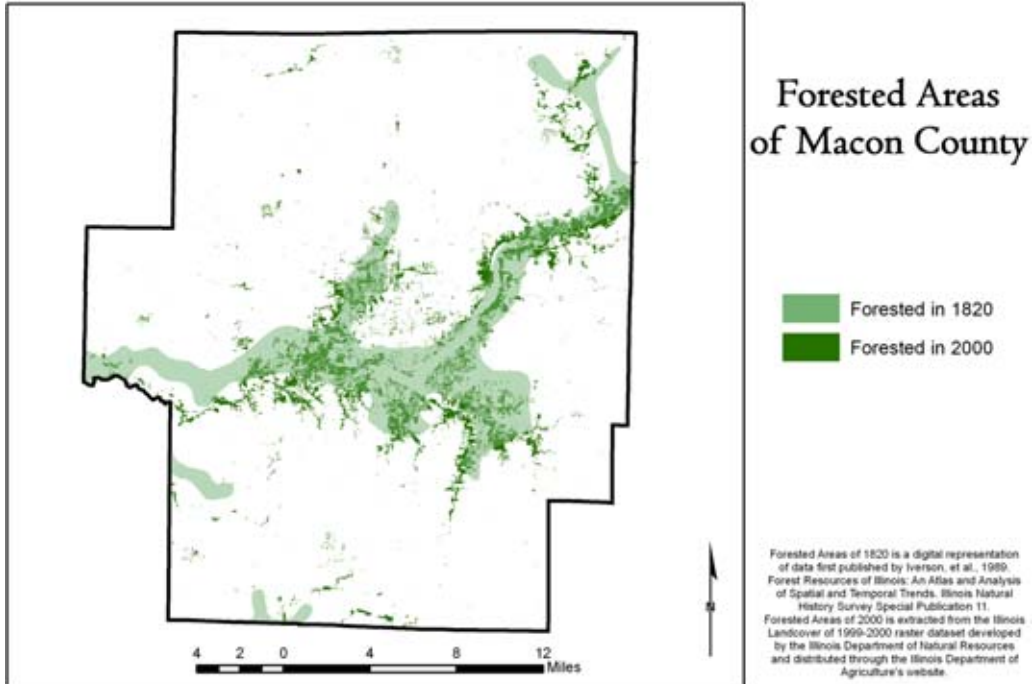 Forested Areas
of Macon County
Forested in 1820
Forested in 2000
Forested Areas of 1820 is a digital representation
of data first published by Iverson, et al., 1989.
Forest Resources of Illinois: An Atlas and Analysis
of Spatial and Temporal Trends. Illinois Natural
History Survey Special Publication 11.
Forested Areas of 2000 is extracted from the Illinois
Landcover of 1999-2000 raster dataset developed
by the Illinois Department of Natural Resources
and distributed through the Illinois Department of
Agriculture's website.
N
4 2 0 4 8 12
Miles